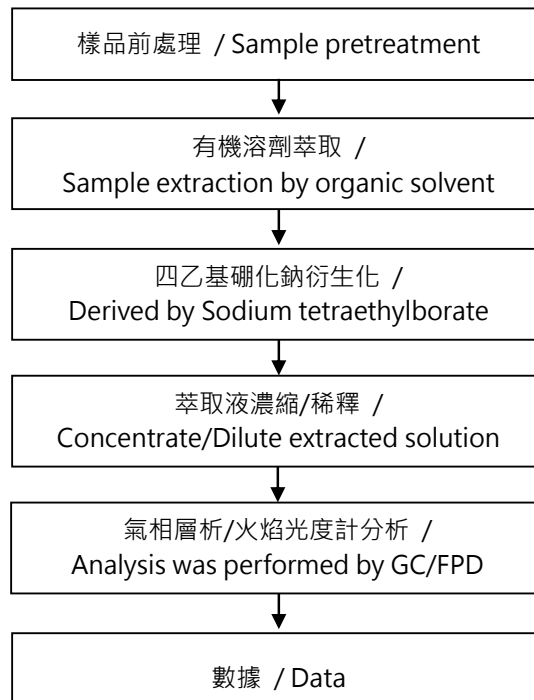 樣品前處理 / Sample pretreatment
有機溶劑萃取 /
Sample extraction by organic solvent
四乙基硼化鈉衍生化 /
Derived by Sodium tetraethylborate
萃取液濃縮/稀釋 /
Concentrate/Dilute extracted solution
氣相層析/火焰光度計分析 /
Analysis was performed by GC/FPD
數據 / Data